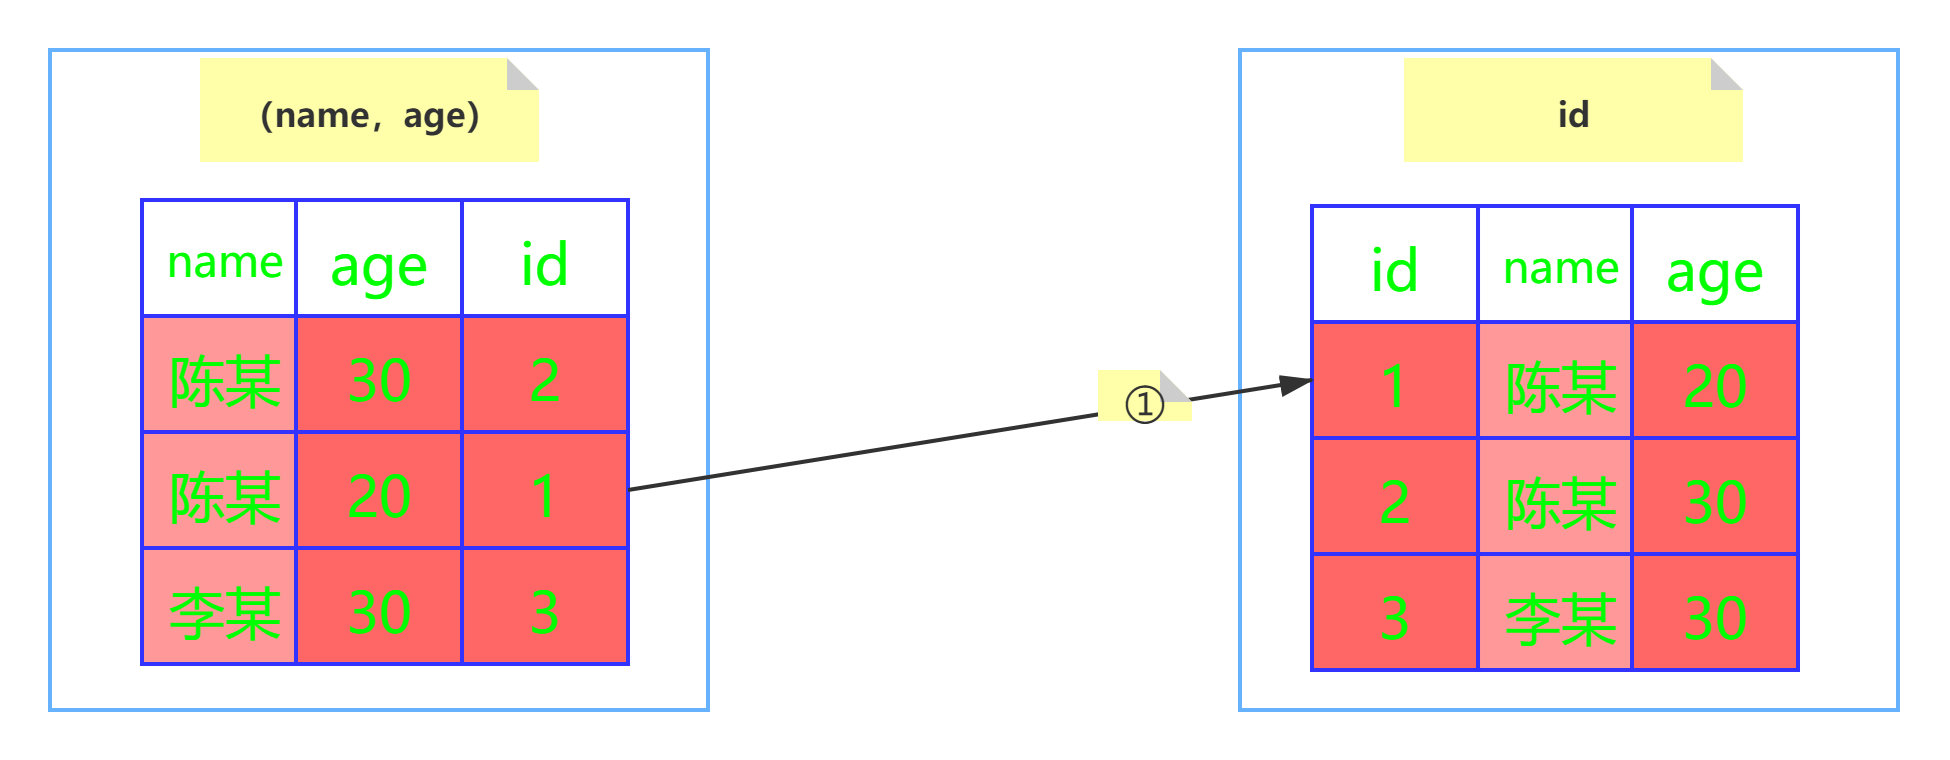 (name，age)
name age id
陈某 30 2
陈某 20 1
李某 30 3
①
id
id name age
1 陈某 20
2 陈某 30
3 李某 30